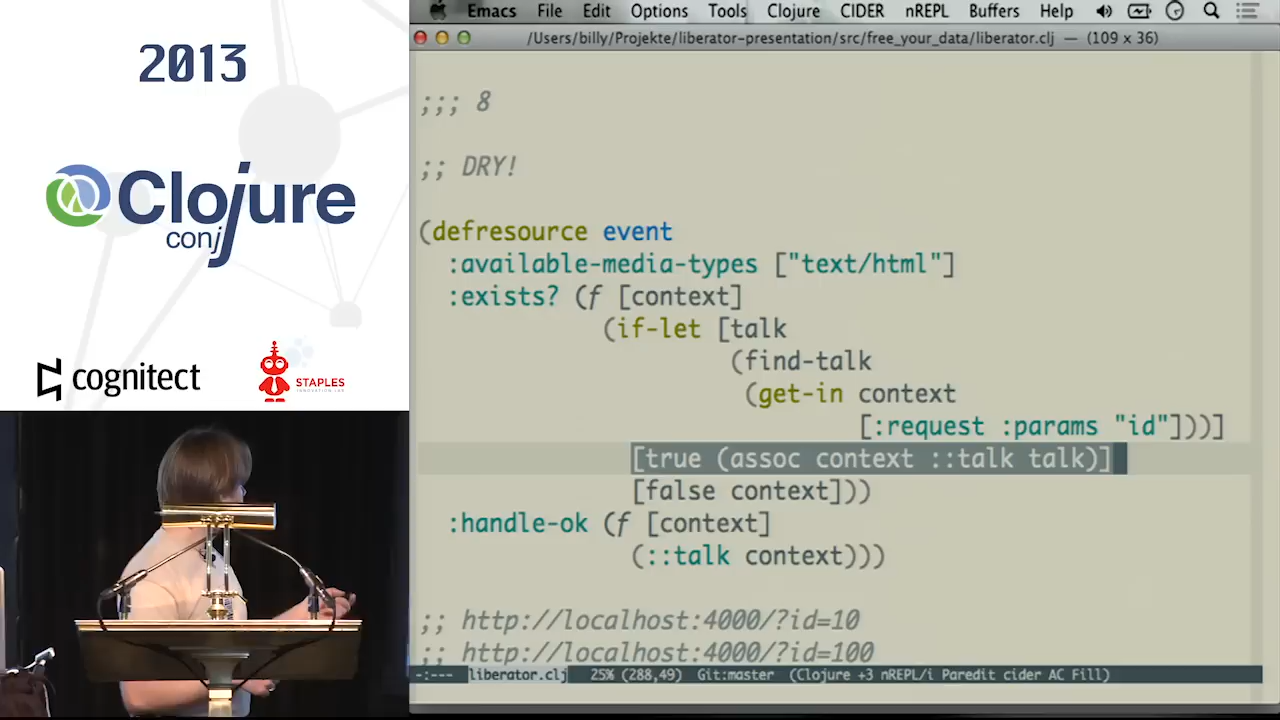 2013
Clojure
conj
cognitect
STAPLES
Emacs File Edit Options Tools Clojure CIDER nREPL Buffers Help
/Users/billy/Projekte/liberator-presentation/src/free_your_data/liberator.clj — (109 x 36)
;;; 8
;; DRY!
(defresource event
:available-media-types ["text/html"]
:exists? (f [context]
(if-let [talk
(find-talk
(get-in context
[:request :params "id"]))]
[true (assoc context ::talk talk)]
[false context]))
:handle-ok (f [context]
(::talk context)))
;; http://localhost:4000/?id=10
;; http://localhost:4000/?id=100
-:--- liberator.clj 25% (288,49) Git:master (Clojure +3 nREPL/i Paredit cider AC Fill)